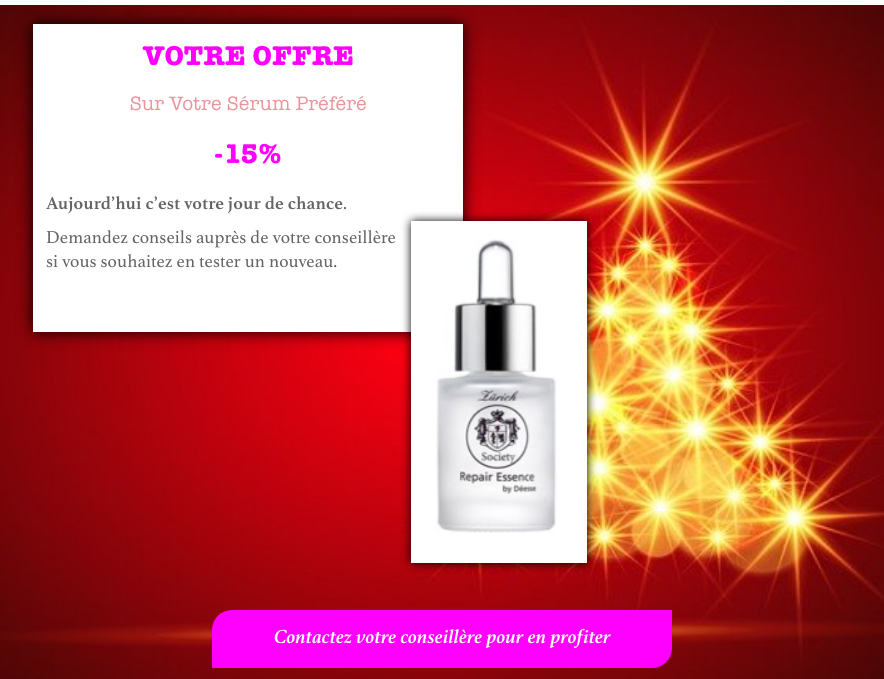 VOTRE OFFRE
Sur Votre Sérum Préféré
-15%
Aujourd’hui c’est votre jour de chance.
Demandez conseils auprès de votre conseillère
si vous souhaitez en tester un nouveau.
Zürich
Society
Repair Essence
by Déesse
Contactez votre conseillère pour en profiter